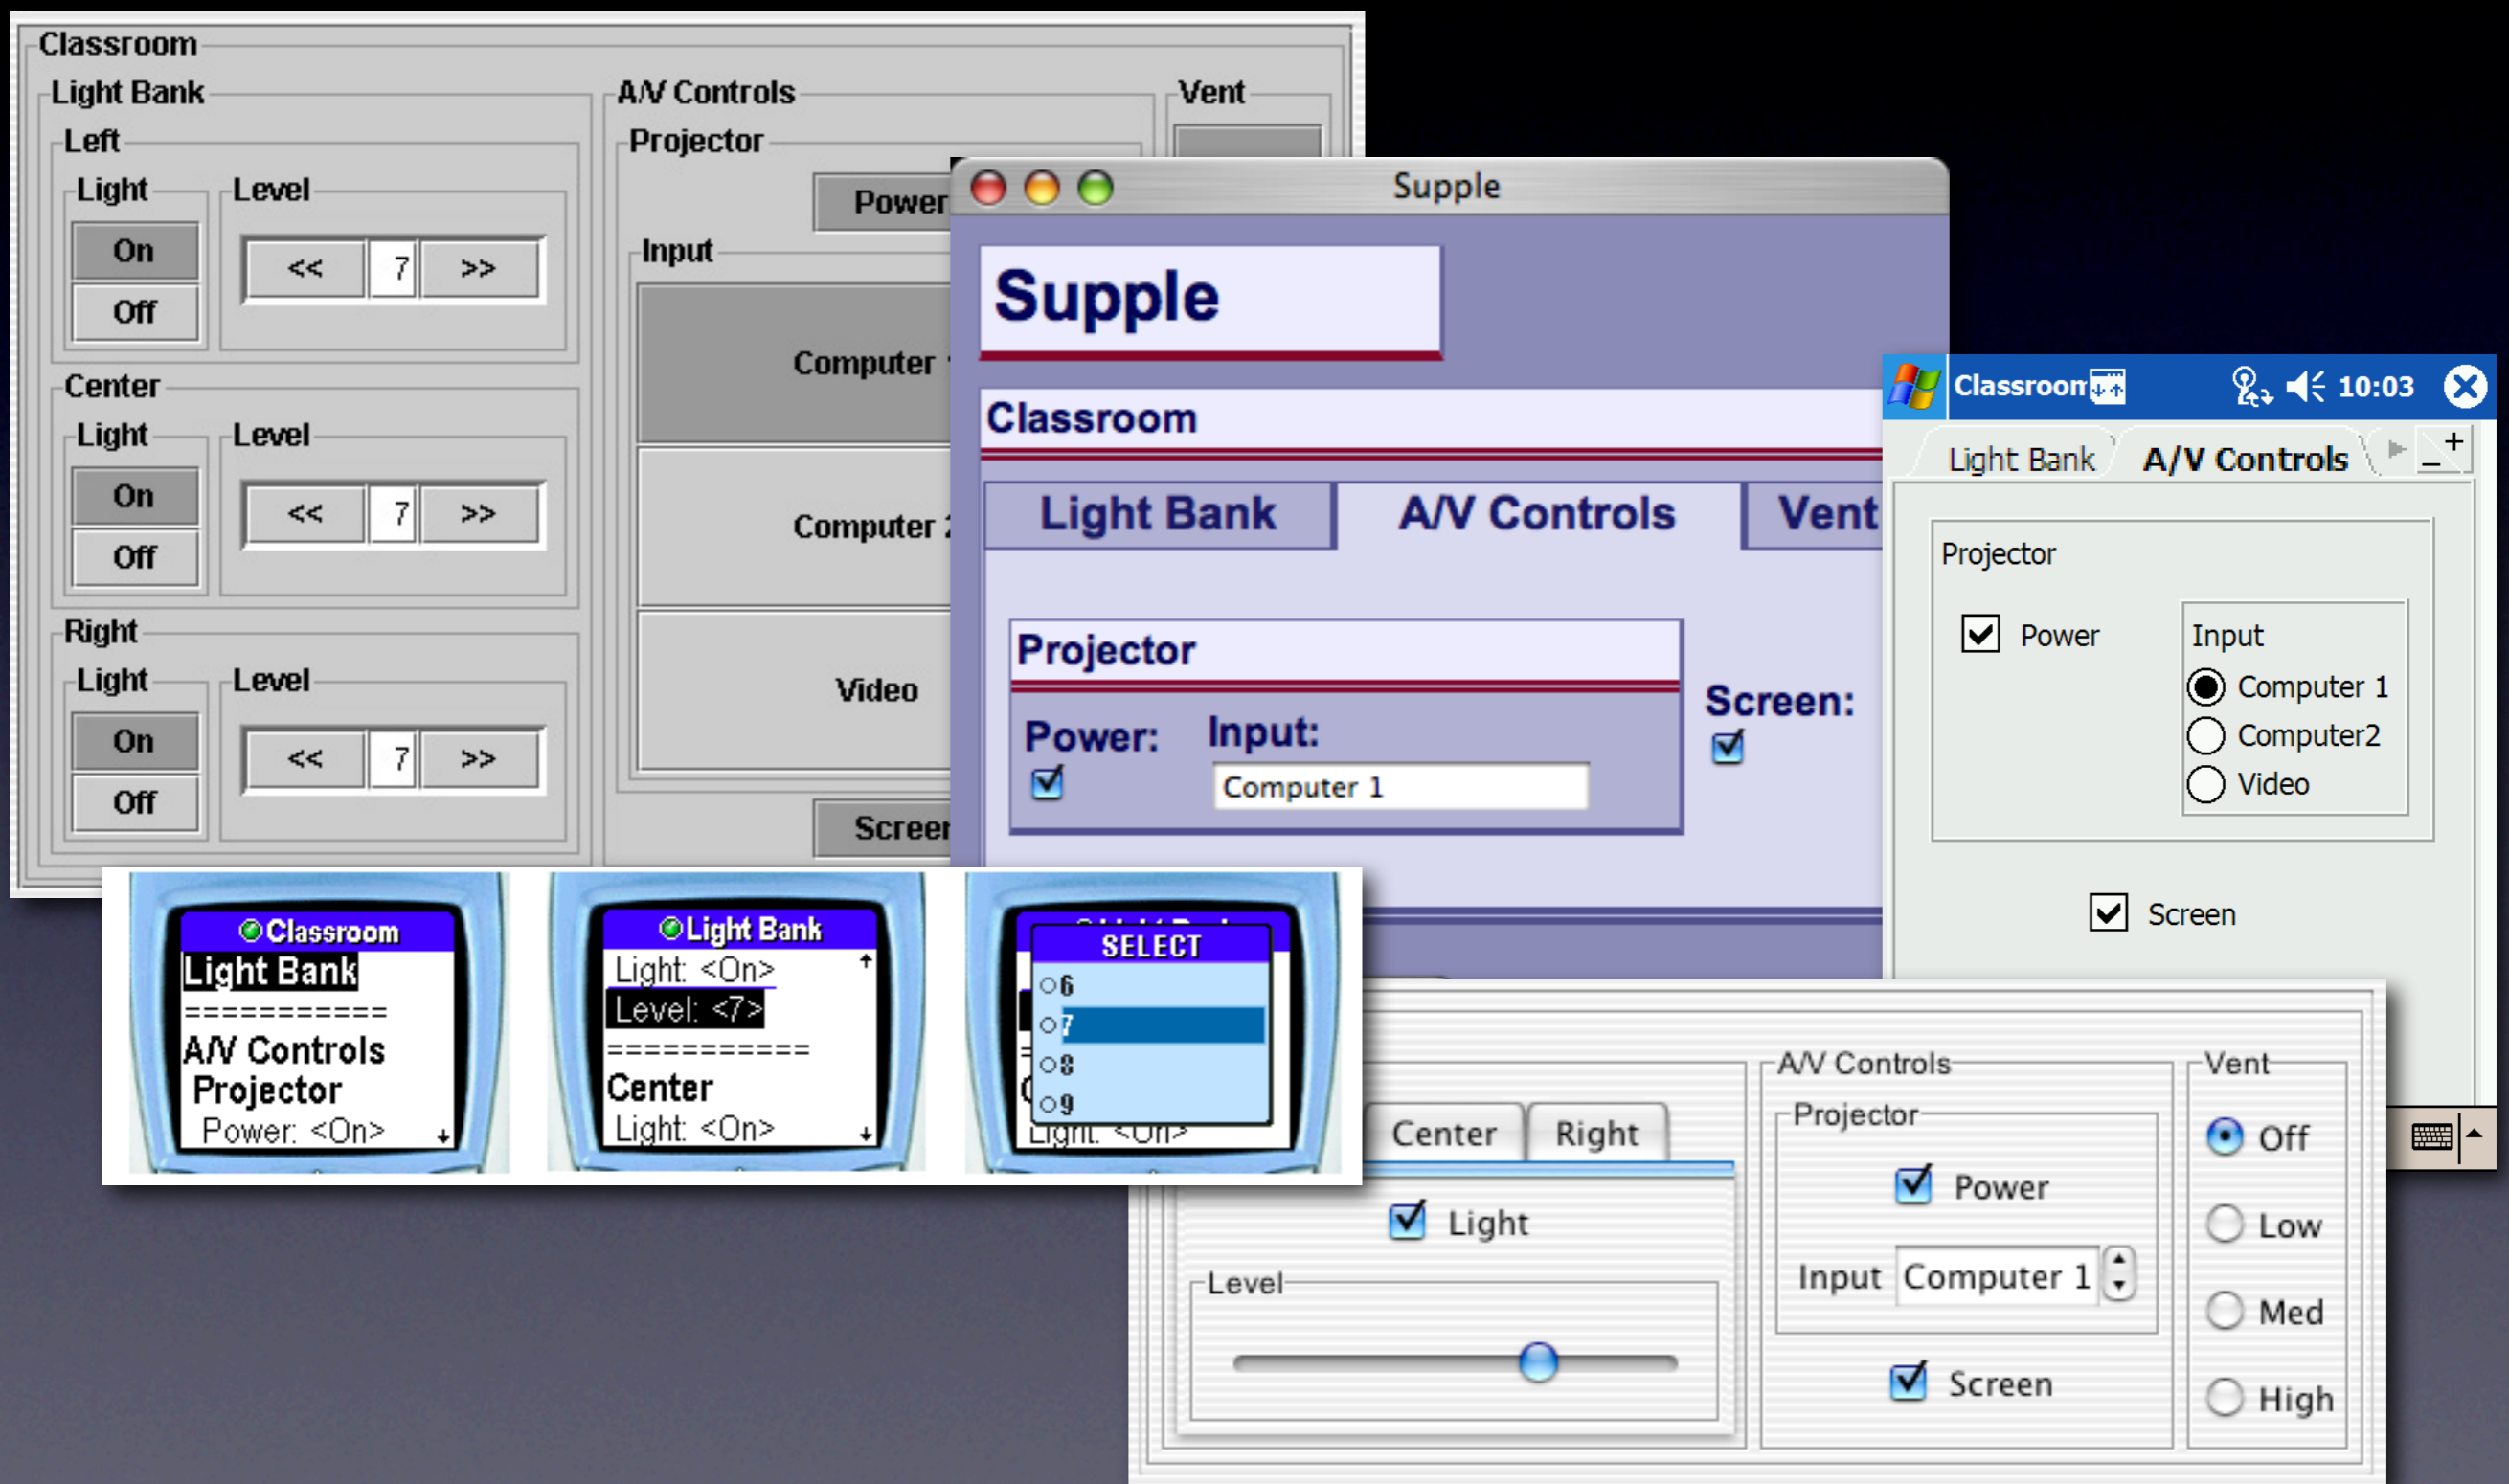 Classroom
Light Bank
Left
Light
Level
On
Off
<< 7 >>
Center
Light
Level
On
Off
<< 7 >>
Right
Light
Level
On
Off
<< 7 >>
A/V Controls
Projector
Power
Input
Computer
Computer
Video
Screen
Vent
Supple
Supple
Classroom
Light Bank
A/V Controls
Vent
Projector
Power:
Input:
Computer 1
Screen:
Classroom
10:03
Light Bank
A/V Controls
Projector
Power
Input
Computer 1
Computer2
Video
Screen
Classroom
Light Bank
===========
A/V Controls
Projector
Power: <On>
Light Bank
Light: <On>
Level: <7>
===========
Center
Light: <On>
SELECT
6
7
8
9
Light: <On>
Center
Right
Light
Level
A/V Controls
Projector
Power
Input Computer 1
Screen
Vent
Off
Low
Med
High